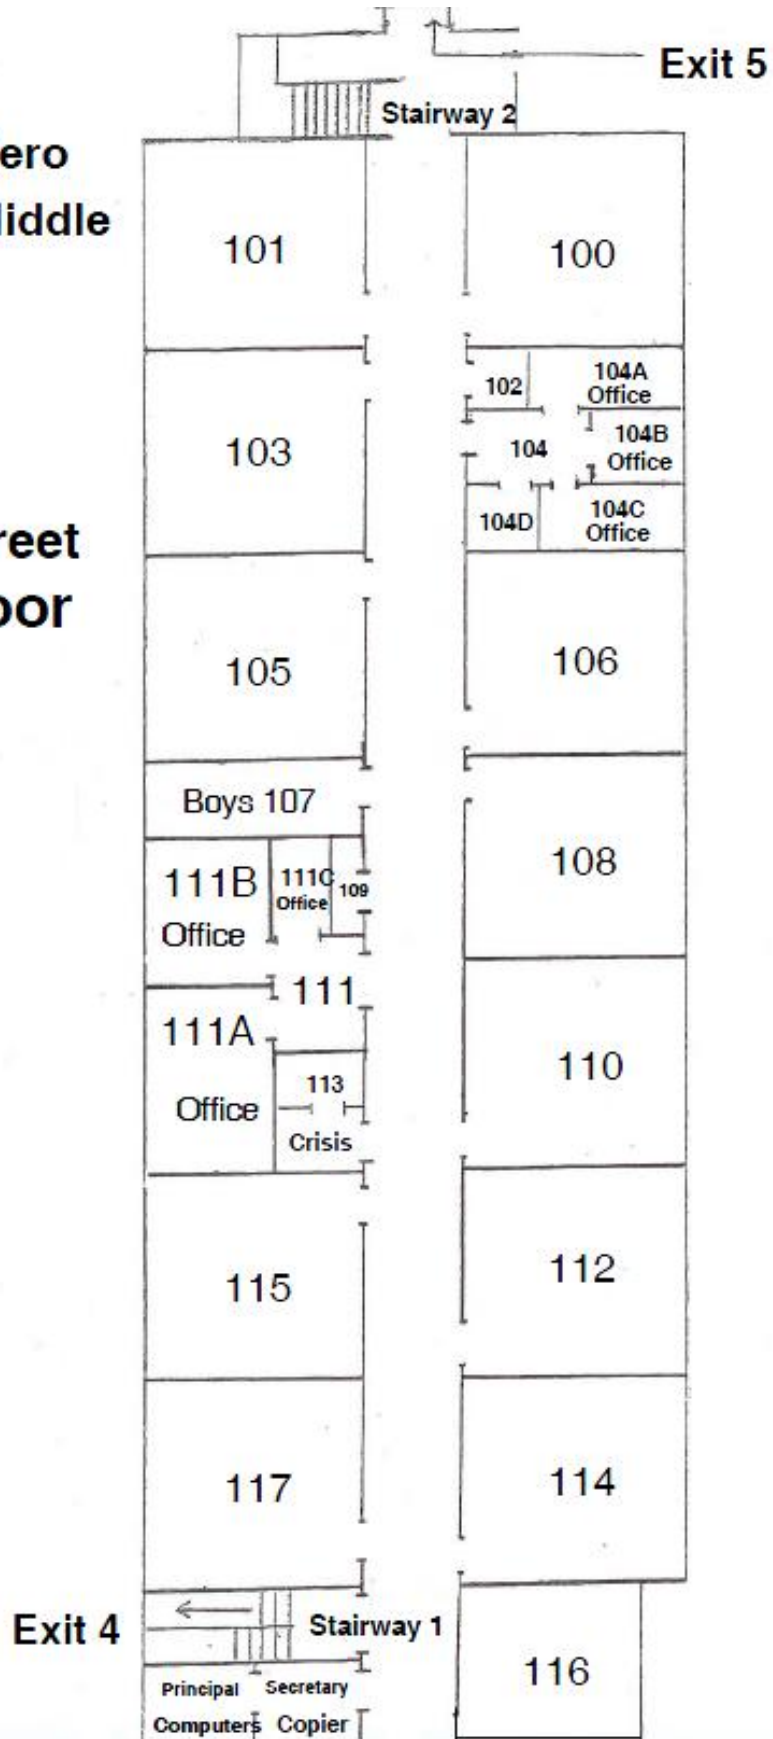 Exit 5
Stairway 2
ero
iddle
101
100
102
104A
Office
103
104
104B
Office
104D
104C
Office
reet
oor
105
106
Boys 107
108
111B
Office
111C
Office
109
111
111A
Office
110
113
Crisis
115
112
117
114
Exit 4
Stairway 1
116
Principal
Secretary
Computers
Copier